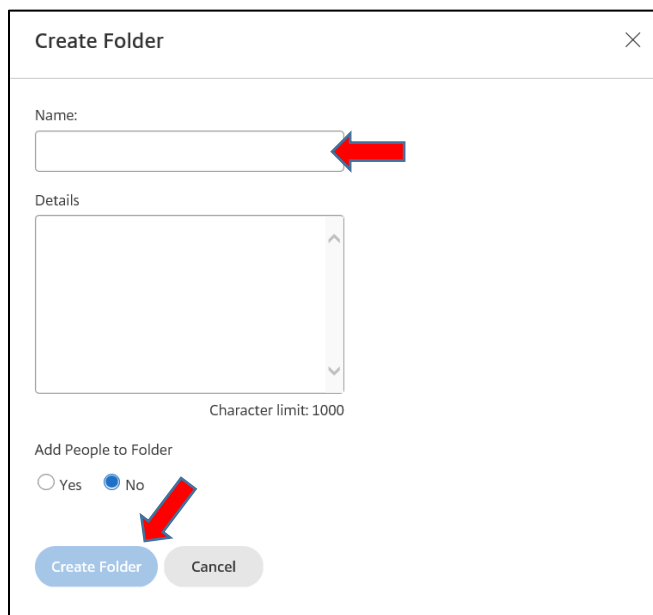 Create Folder
Name:
Details
Character limit: 1000
Add People to Folder
Yes No
Create Folder Cancel